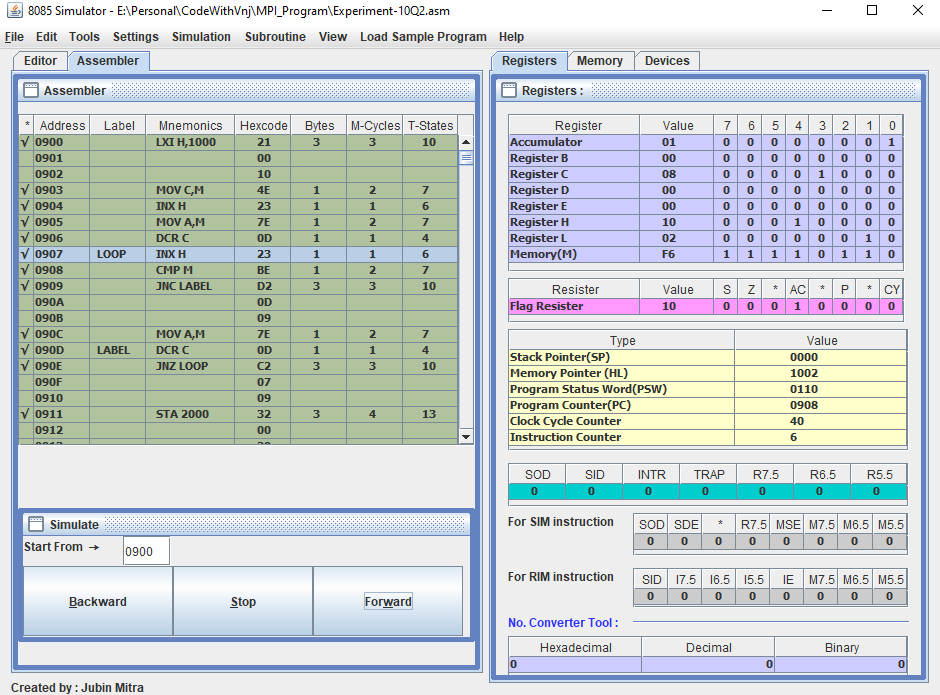 8085 Simulator - E:\Personal\CodeWithVnj\MPI_Program\Experiment-10Q2.asm
File Edit Tools Settings Simulation Subroutine View Load Sample Program Help
Editor Assembler
Assembler
* Address Label Mnemonics Hexcode Bytes M-Cycles T-States
√ 0900 LXI H,1000 21 3 3 10
0901 00
0902 10
√ 0903 MOV C,M 4E 1 2 7
√ 0904 INX H 23 1 1 6
√ 0905 MOV A,M 7E 1 2 7
√ 0906 DCR C 0D 1 1 4
√ 0907 LOOP INX H 23 1 1 6
√ 0908 CMP M BE 1 2 7
√ 0909 JNC LABEL D2 3 3 10
090A 0D
090B 09
√ 090C MOV A,M 7E 1 2 7
√ 090D LABEL DCR C 0D 1 1 4
√ 090E JNZ LOOP C2 3 3 10
090F 07
0910 09
√ 0911 STA 2000 32 3 4 13
0912 00
Simulate
Start From →
0900
Backward Stop Forward
Created by : Jubin Mitra
Registers Memory Devices
Registers :
Register Value 7 6 5 4 3 2 1 0
Accumulator 01 0 0 0 0 0 0 0 1
Register B 00 0 0 0 0 0 0 0 0
Register C 08 0 0 0 0 1 0 0 0
Register D 00 0 0 0 0 0 0 0 0
Register E 00 0 0 0 0 0 0 0 0
Register H 10 0 0 0 1 0 0 0 0
Register L 02 0 0 0 0 0 0 1 0
Memory(M) F6 1 1 1 1 0 1 1 0
Resister Value S Z * AC * P * CY
Flag Resister 10 0 0 0 1 0 0 0 0
Type Value
Stack Pointer(SP) 0000
Memory Pointer (HL) 1002
Program Status Word(PSW) 0110
Program Counter(PC) 0908
Clock Cycle Counter 40
Instruction Counter 6
SOD SID INTR TRAP R7.5 R6.5 R5.5
0 0 0 0 0 0 0
For SIM instruction
SOD SDE * R7.5 MSE M7.5 M6.5 M5.5
0 0 0 0 0 0 0 0
For RIM instruction
SID I7.5 I6.5 I5.5 IE M7.5 M6.5 M5.5
0 0 0 0 0 0 0 0
No. Converter Tool :
Hexadecimal Decimal Binary
0 0 0